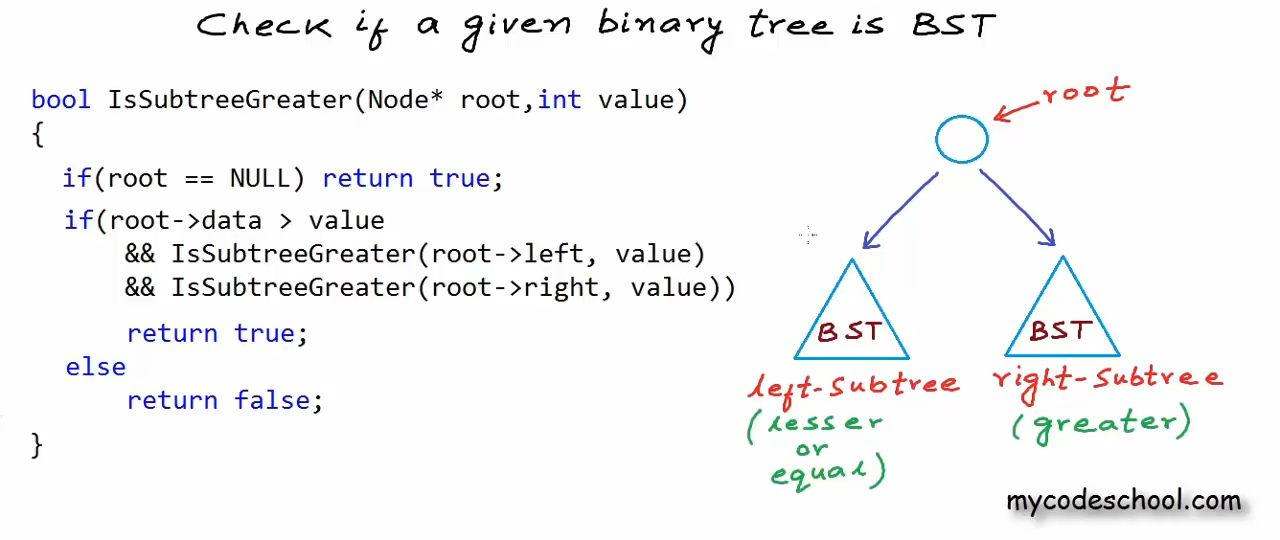 Check if a given binary tree is BST
bool IsSubtreeGreater(Node* root,int value)
{
if(root == NULL) return true;
if(root->data > value
&& IsSubtreeGreater(root->left, value)
&& IsSubtreeGreater(root->right, value))
return true;
else
return false;
}
root
BST
BST
left-subtree
right-subtree
(lesser
or
equal)
(greater)
mycodeschool.com